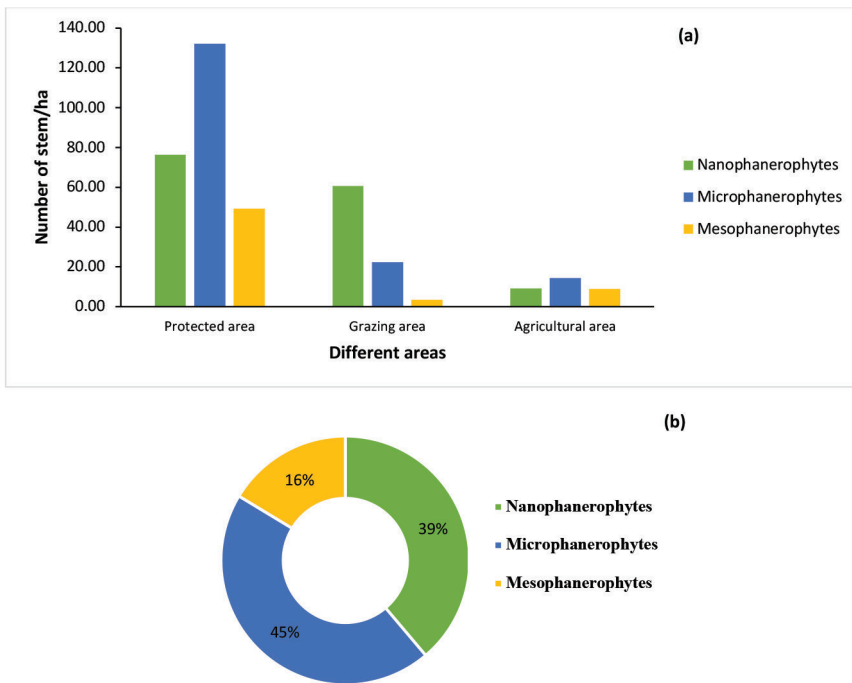 (a)
Number of stem/ha
140.00
120.00
100.00
80.00
60.00
40.00
20.00
0.00
Protected area
Grazing area
Agricultural area
Different areas
Nanophanerophytes
Microphanerophytes
Mesophanerophytes
(b)
16%
39%
45%
Nanophanerophytes
Microphanerophytes
Mesophanerophytes